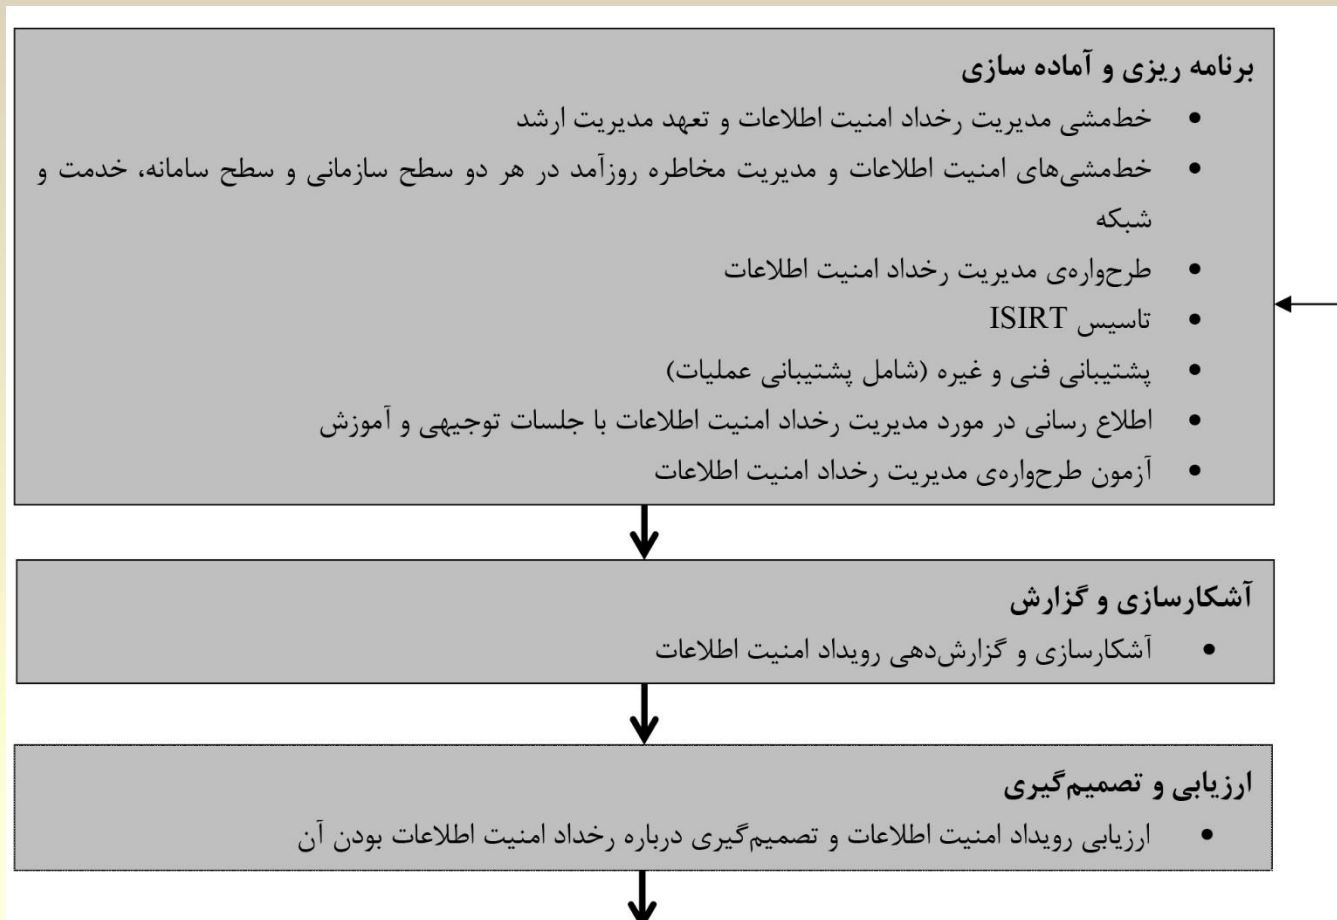 برنامه ریزی و آماده سازی
• خط‌مشی مدیریت رخداد امنیت اطلاعات و تعهد مدیریت ارشد
• خط‌مشی‌های امنیت اطلاعات و مدیریت مخاطره روزآمد در هر دو سطح سازمانی و سطح سامانه، خدمت و
شبکه
• طرح‌واره‌ی مدیریت رخداد امنیت اطلاعات
• تاسیس ISIRT
• پشتیبانی فنی و غیره (شامل پشتیبانی عملیات)
• اطلاع رسانی در مورد مدیریت رخداد امنیت اطلاعات با جلسات توجیهی و آموزش
• آزمون طرح‌واره‌ی مدیریت رخداد امنیت اطلاعات
آشکارسازی و گزارش
• آشکارسازی و گزارش‌دهی رویداد امنیت اطلاعات
ارزیابی و تصمیم‌گیری
• ارزیابی رویداد امنیت اطلاعات و تصمیم‌گیری درباره رخداد امنیت اطلاعات بودن آن